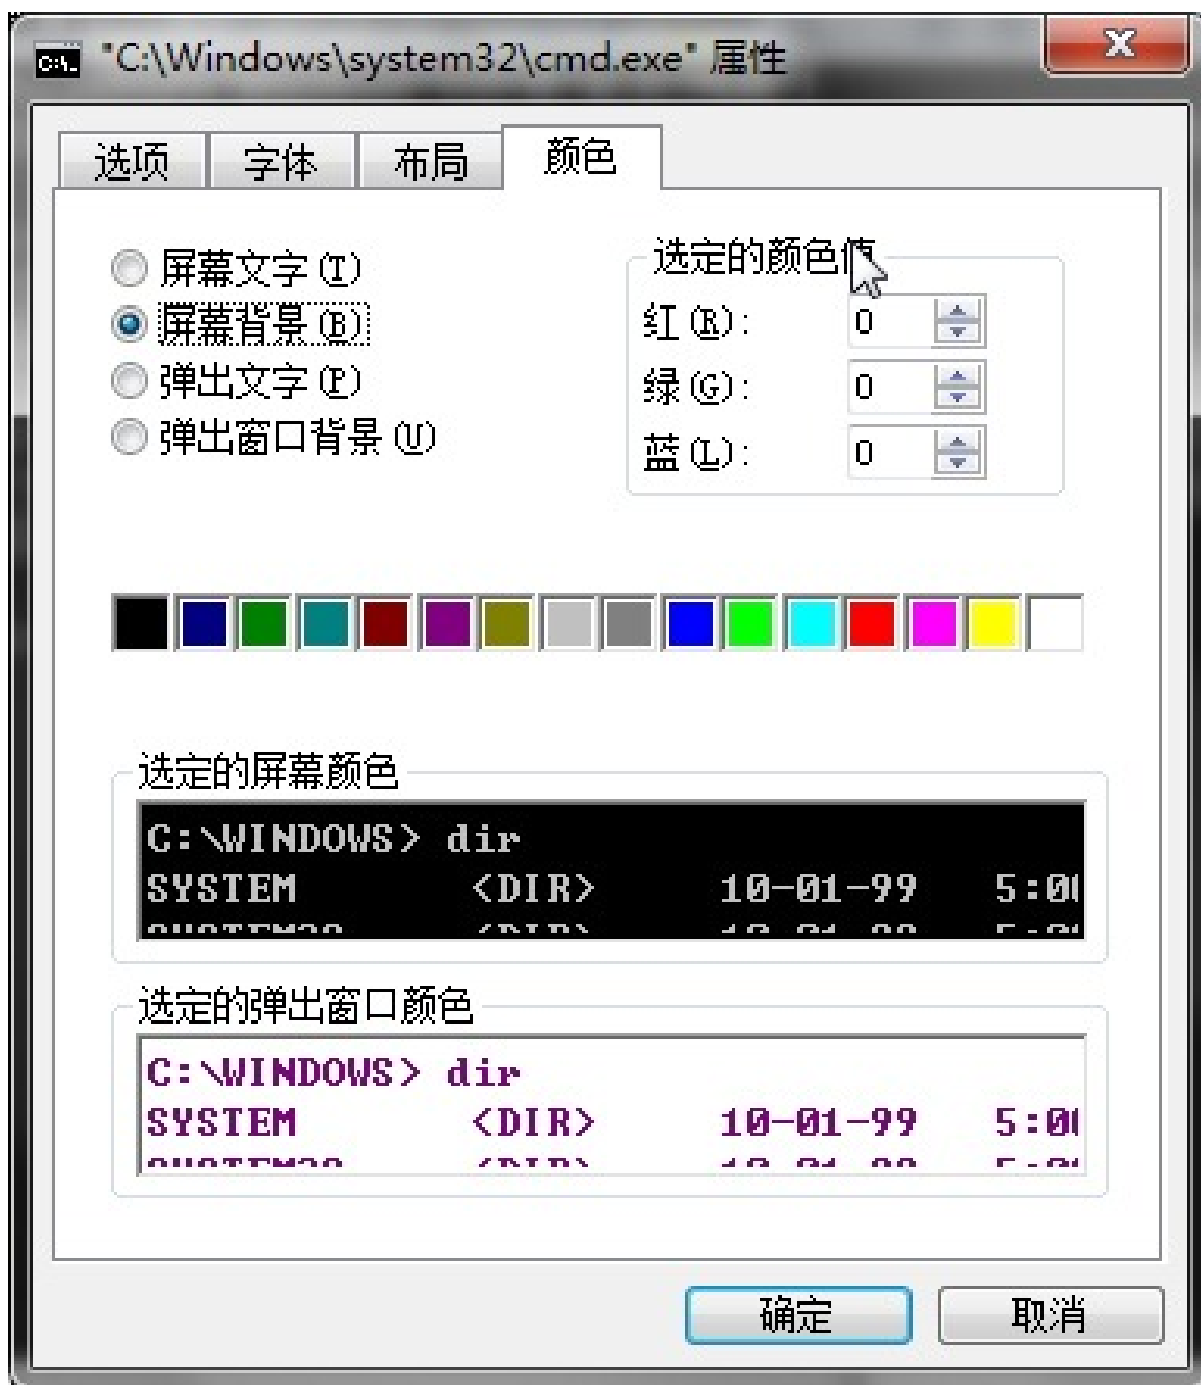 "C:\Windows\system32\cmd.exe" 属性
选项 字体 布局 颜色
屏幕文字(T)
屏幕背景(B)
弹出文字(P)
弹出窗口背景(U)
选定的颜色值
红(R): 0
绿(G): 0
蓝(L): 0
选定的屏幕颜色
C:\WINDOWS> dir
SYSTEM <DIR> 10-01-99 5:00
选定的弹出窗口颜色
C:\WINDOWS> dir
SYSTEM <DIR> 10-01-99 5:00
确定 取消